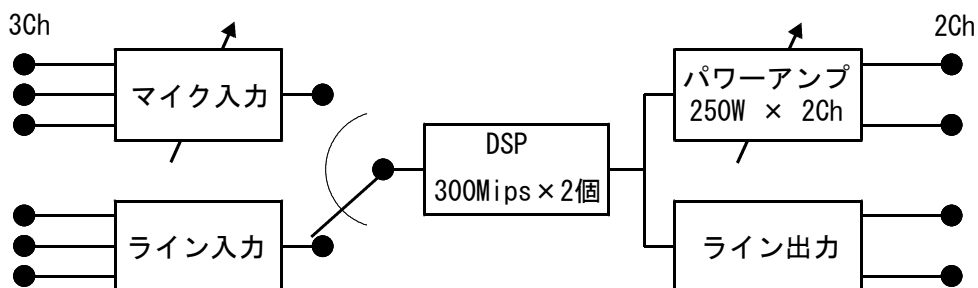 3Ch
マイク入力
ライン入力
DSP
300Mips×2個
パワーアンプ
250W × 2Ch
ライン出力
2Ch